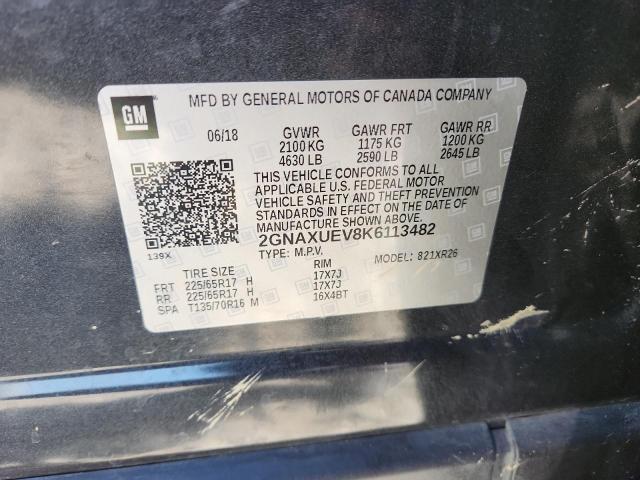 GM
MFD BY GENERAL MOTORS OF CANADA COMPANY
06/18 GVWR GAWR FRT GAWR RR
2100 KG 1175 KG 1200 KG
4630 LB 2590 LB 2645 LB
THIS VEHICLE CONFORMS TO ALL
APPLICABLE U.S. FEDERAL MOTOR
VEHICLE SAFETY AND THEFT PREVENTION
STANDARDS IN EFFECT ON THE DATE OF
MANUFACTURE SHOWN ABOVE.
2GNAXUEV8K6113482
139X TYPE: M.P.V. MODEL: 821XR26
TIRE SIZE RIM
FRT 225/65R17 H 17X7J
RR 225/65R17 H 17X7J
SPA T135/70R16 M 16X4BT